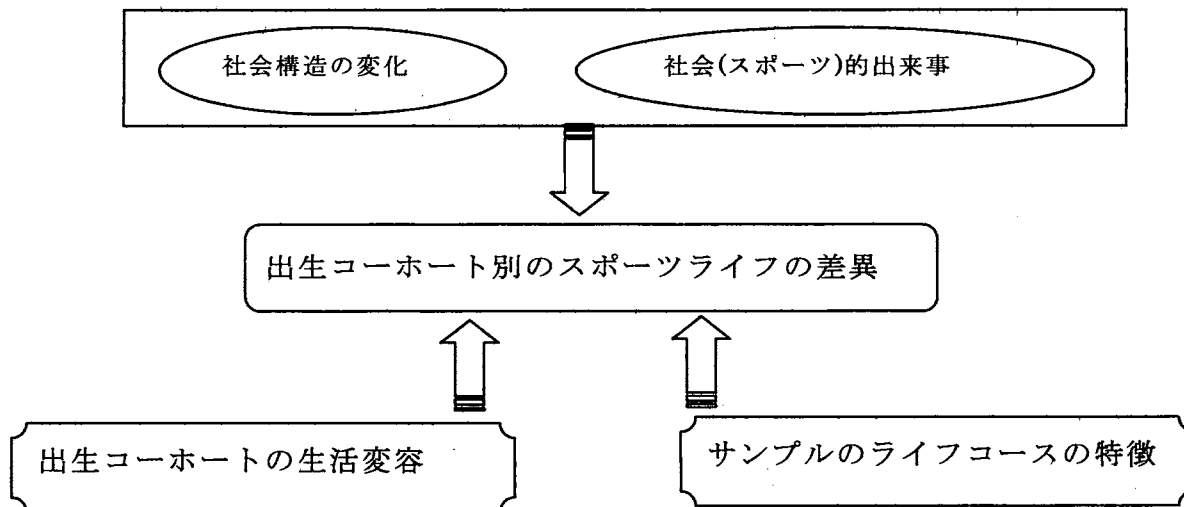 社会構造の変化
社会(スポーツ)的出来事
出生コーホート別のスポーツライフの差異
出生コーホートの生活変容
サンプルのライフコースの特徴